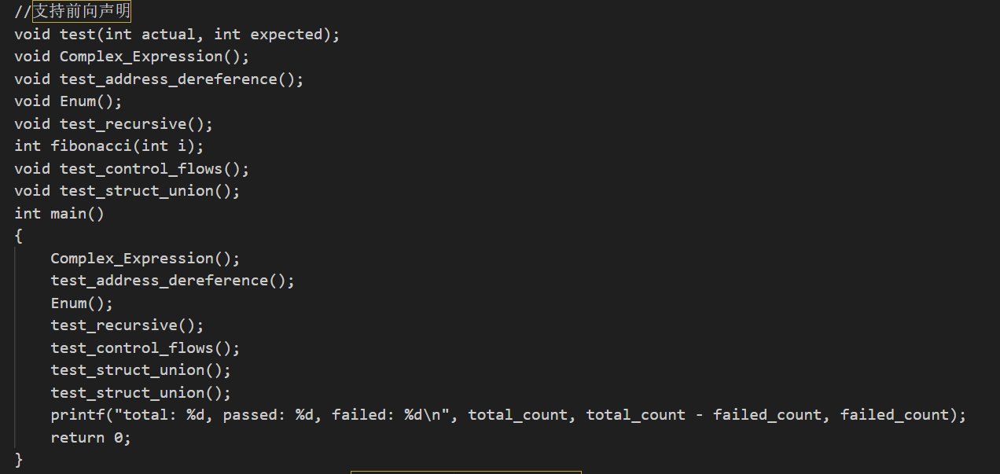 //支持前向声明
void test(int actual, int expected);
void Complex_Expression();
void test_address_dereference();
void Enum();
void test_recursive();
int fibonacci(int i);
void test_control_flows();
void test_struct_union();
int main()
{
    Complex_Expression();
    test_address_dereference();
    Enum();
    test_recursive();
    test_control_flows();
    test_struct_union();
    test_struct_union();
    printf("total: %d, passed: %d, failed: %d\n", total_count, total_count - failed_count, failed_count);
    return 0;
}